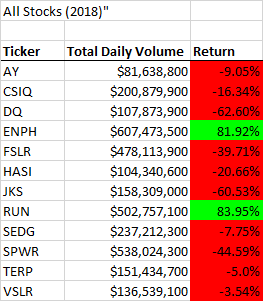 All Stocks (2018)"
Ticker Total Daily Volume Return
AY $81,638,800 -9.05%
CSIQ $200,879,900 -16.34%
DQ $107,873,900 -62.60%
ENPH $607,473,500 81.92%
FSLR $478,113,900 -39.71%
HASI $104,340,600 -20.66%
JKS $158,309,000 -60.53%
RUN $502,757,100 83.95%
SEDG $237,212,300 -7.75%
SPWR $538,024,300 -44.59%
TERP $151,434,700 -5.0%
VSLR $136,539,100 -3.54%